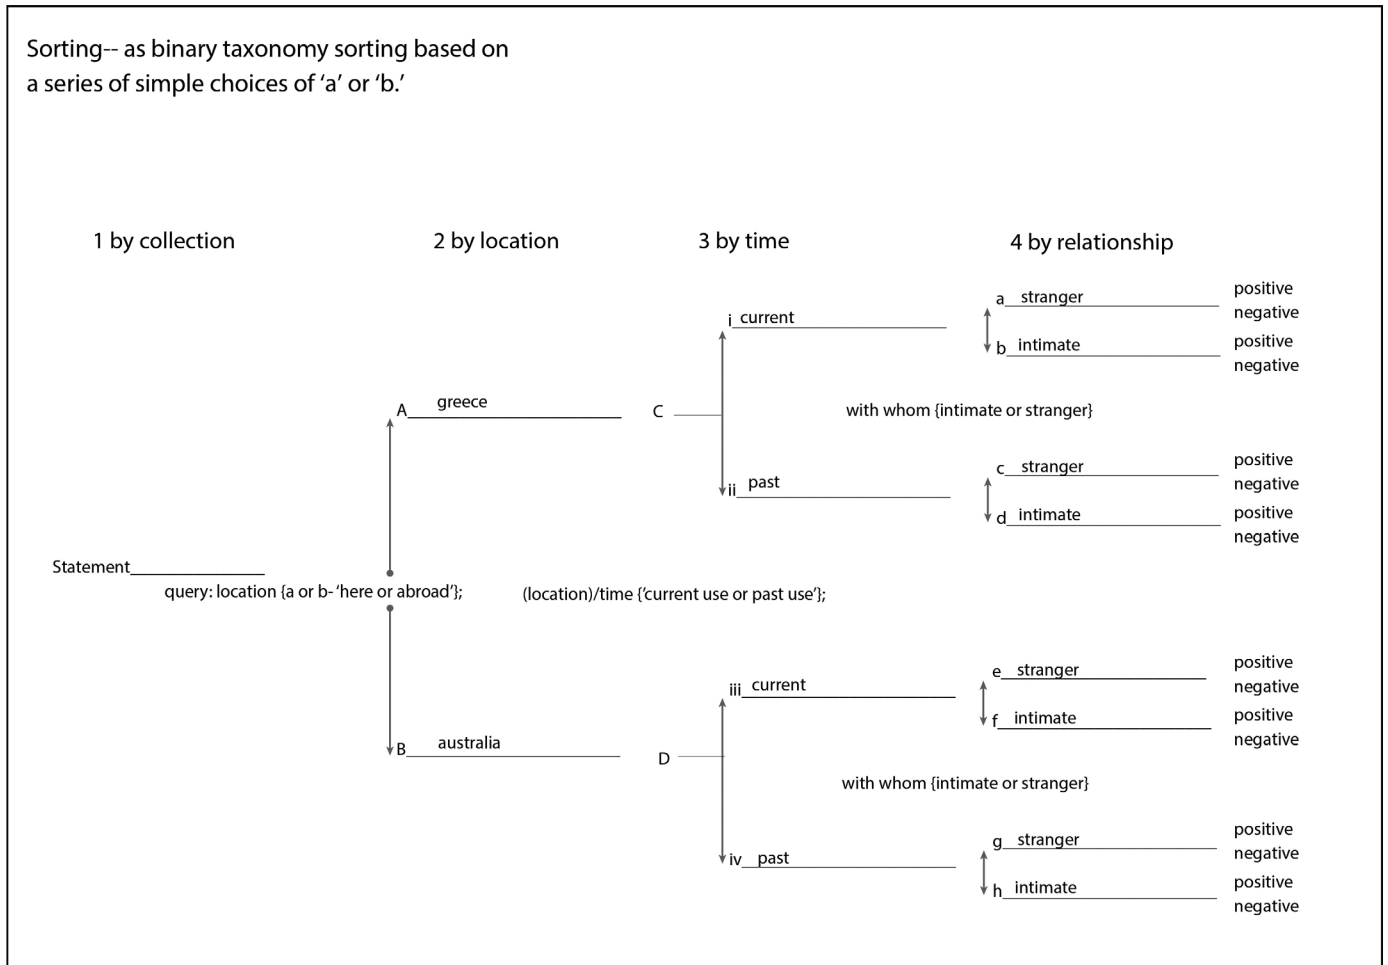 Sorting-- as binary taxonomy sorting based on
a series of simple choices of ‘a’ or ‘b.’
1 by collection
2 by location
3 by time
4 by relationship
Statement
query: location {a or b- ‘here or abroad’};
(location)/time {‘current use or past use’};
A greece
C
i current
a stranger
positive
negative
b intimate
positive
negative
with whom {intimate or stranger}
ii past
c stranger
positive
negative
d intimate
positive
negative
B australia
D
iii current
e stranger
positive
negative
f intimate
positive
negative
with whom {intimate or stranger}
iv past
g stranger
positive
negative
h intimate
positive
negative